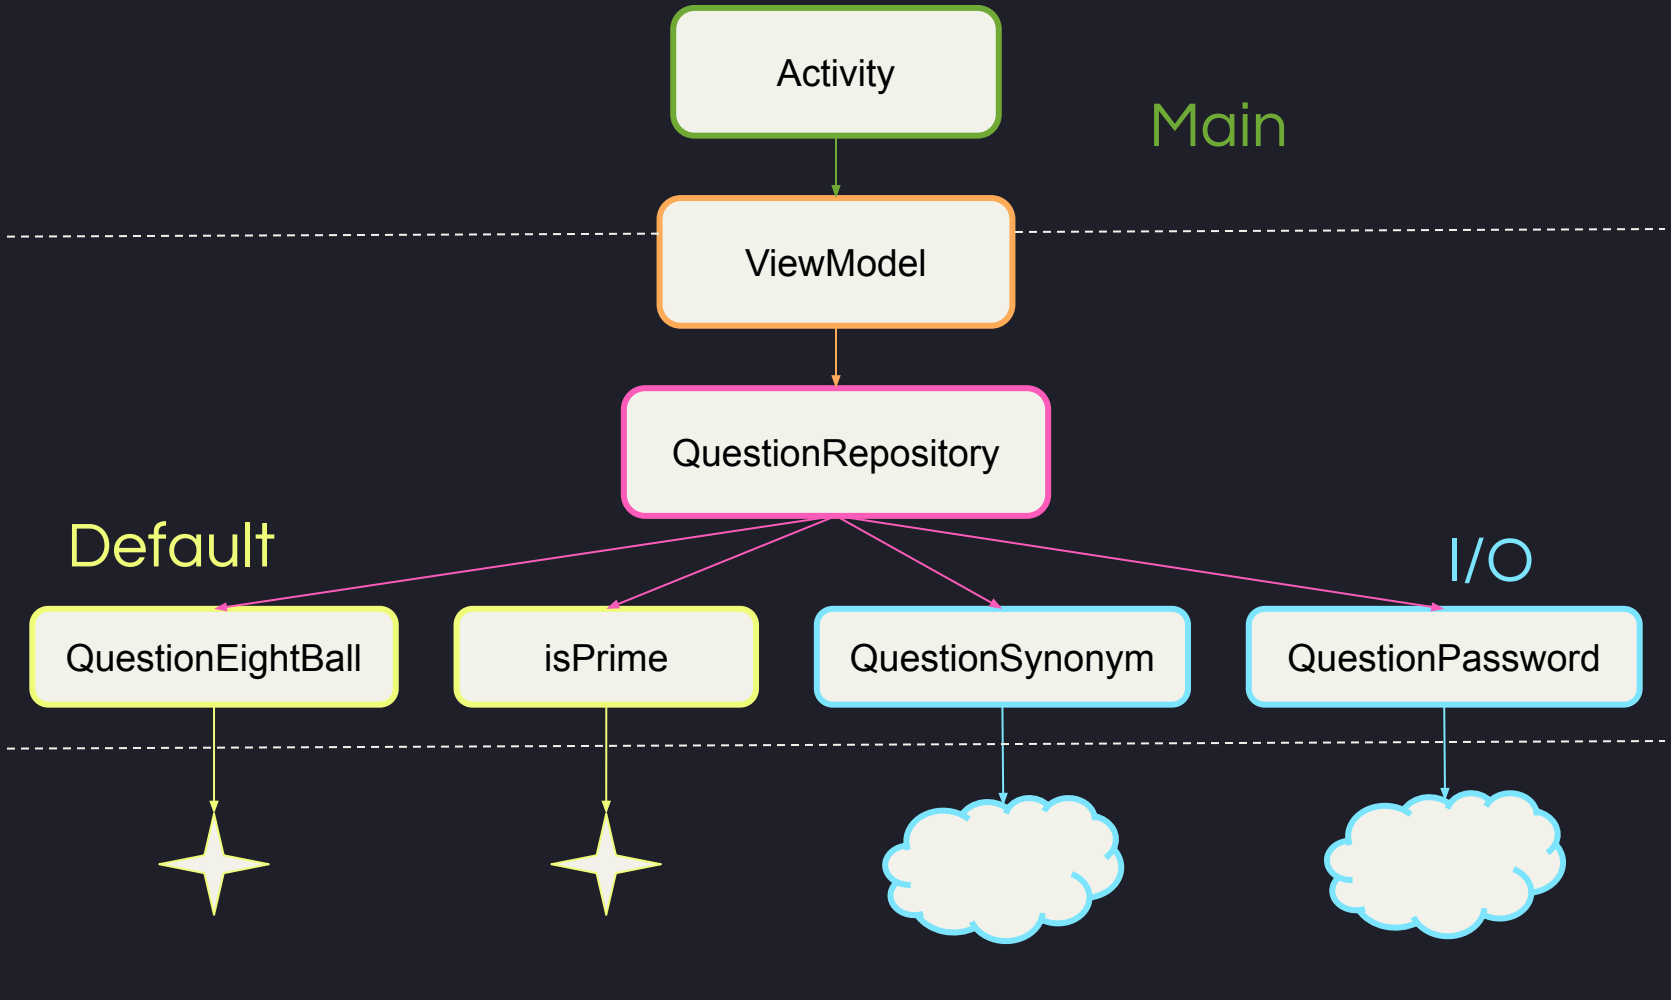 Activity
Main
ViewModel
QuestionRepository
Default
I/O
QuestionEightBall
isPrime
QuestionSynonym
QuestionPassword